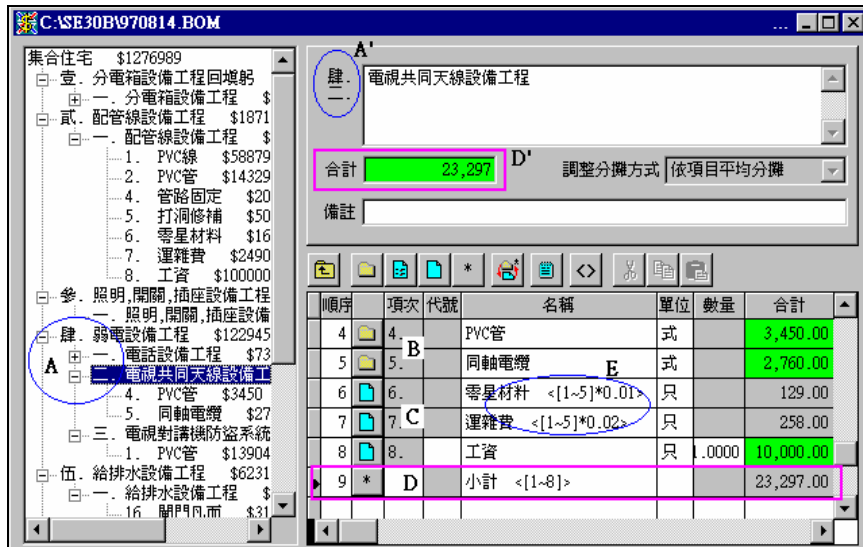 C:\SE30B\970814.BOM
集合住宅 $1276989
壹. 分電箱設備工程回塡躬
一. 分電箱設備工程 $
貳. 配管線設備工程 $1871
一. 配管線設備工程 $
1. PVC線 $58879
2. PVC管 $14329
4. 管路固定 $20
5. 打洞修補 $50
6. 零星材料 $16
7. 運雜費 $2490
8. 工資 $100000
參. 照明,開關,插座設備工程
一. 照明,開關,插座設備
肆. 弱電設備工程 $122945
一. 電話設備工程 $73
二. 電視共同天線設備工
4. PVC管 $3450
5. 同軸電纜 $27
三. 電視對講機防盜系統
1. PVC管 $13904
伍. 給排水設備工程 $6231
一. 給排水設備工程 $
16 閘門凡而 $31
A
A'
肆. 二. 電視共同天線設備工程
合計 23,297 D' 調整分攤方式 依項目平均分攤
備註
順序 項次 代號 名稱 單位 數量 合計
4 4. PVC管 式 3,450.00
B
5 5. 同軸電纜 式 2,760.00
E
6 6. 零星材料 <[1~5]*0.01> 只 129.00
7 7. C 運雜費 <[1~5]*0.02> 只 258.00
8 8. 工資 只 1.0000 10,000.00
9 * D 小計 <[1~8]> 23,297.00